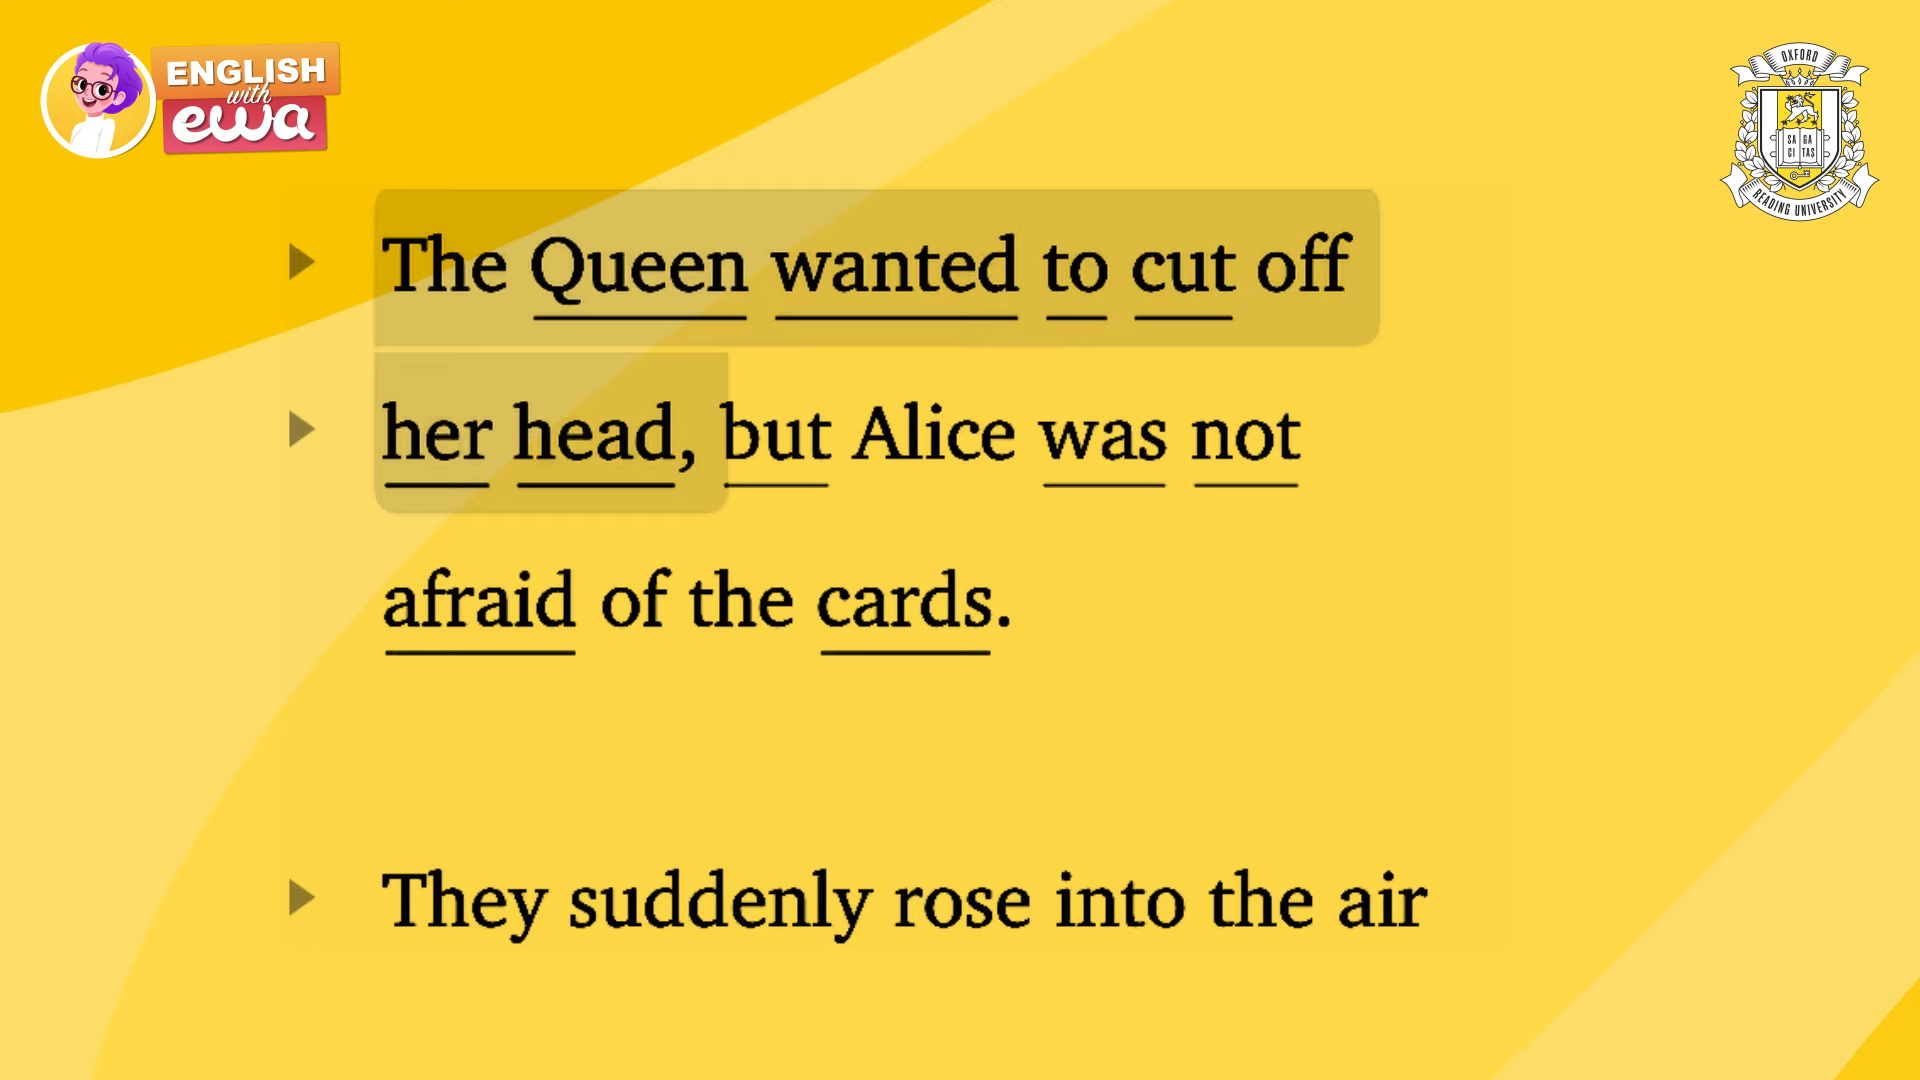 ENGLISH
with
ewa
OXFORD
SA GA
CI TAS
READING UNIVERSITY
The Queen wanted to cut off
her head, but Alice was not
afraid of the cards.
They suddenly rose into the air